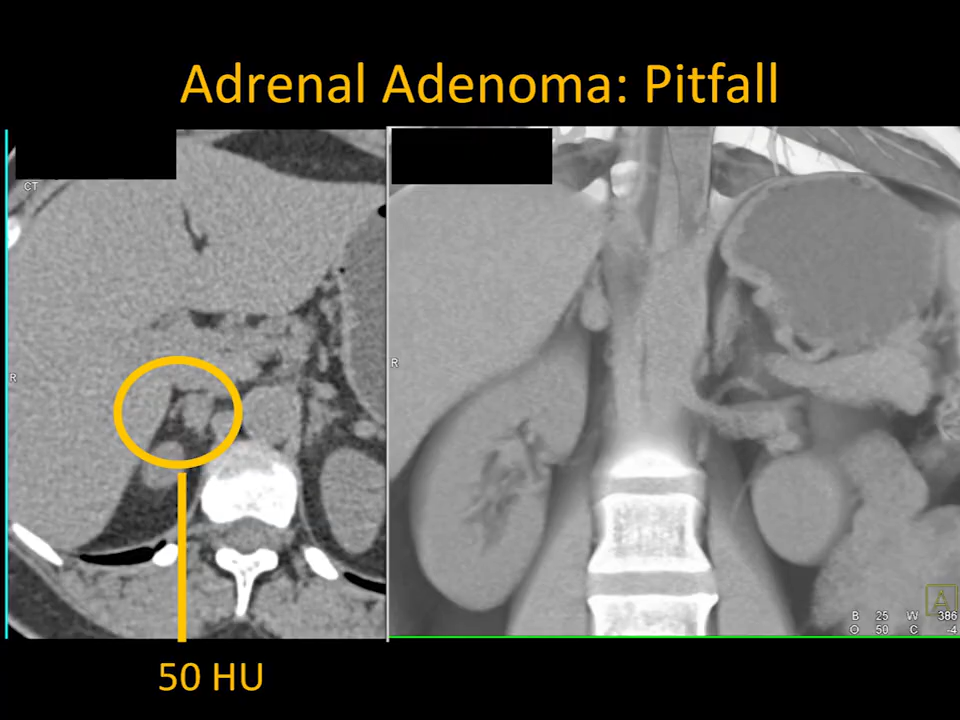 Adrenal Adenoma: Pitfall
CT
R
R
A
B 25 W 386
O 50 C -4
50 HU